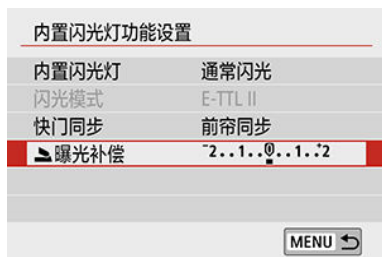 内置闪光灯功能设置
内置闪光灯 通常闪光
闪光模式 E-TTL II
快门同步 前帘同步
曝光补偿 -2..1..0..1..+2
MENU